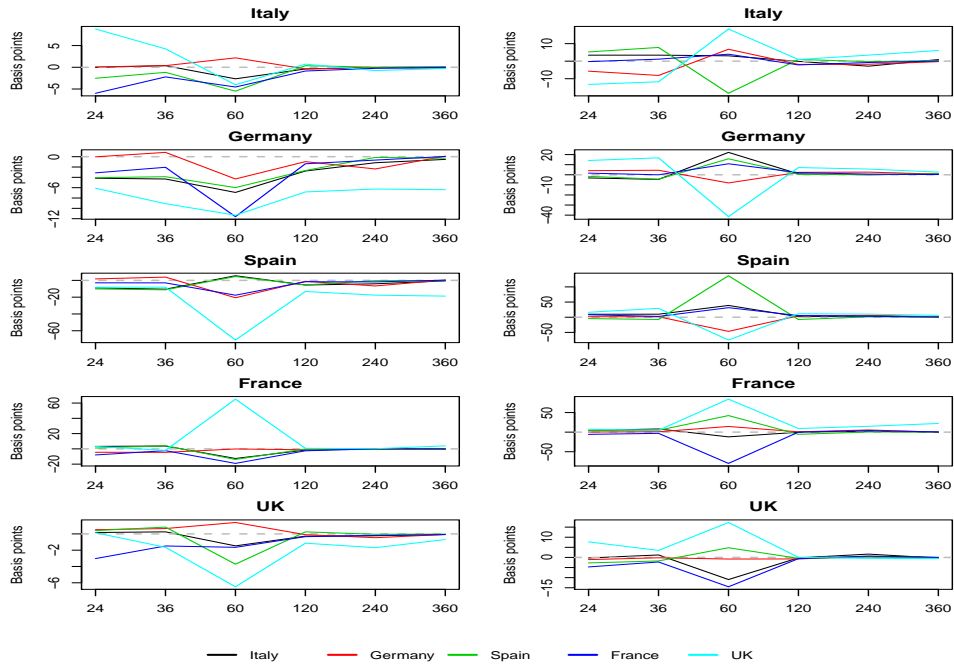 Italy
Basis points
5
0
-5
24 36 60 120 240 360
Italy
Basis points
10
-10
24 36 60 120 240 360
Germany
Basis points
0
-6
-12
24 36 60 120 240 360
Germany
Basis points
20
-10
-40
24 36 60 120 240 360
Spain
Basis points
-20
-60
24 36 60 120 240 360
Spain
Basis points
50
-50
24 36 60 120 240 360
France
Basis points
60
20
-20
24 36 60 120 240 360
France
Basis points
50
-50
24 36 60 120 240 360
UK
Basis points
-2
-6
24 36 60 120 240 360
UK
Basis points
10
0
-15
24 36 60 120 240 360
Italy Germany Spain France UK